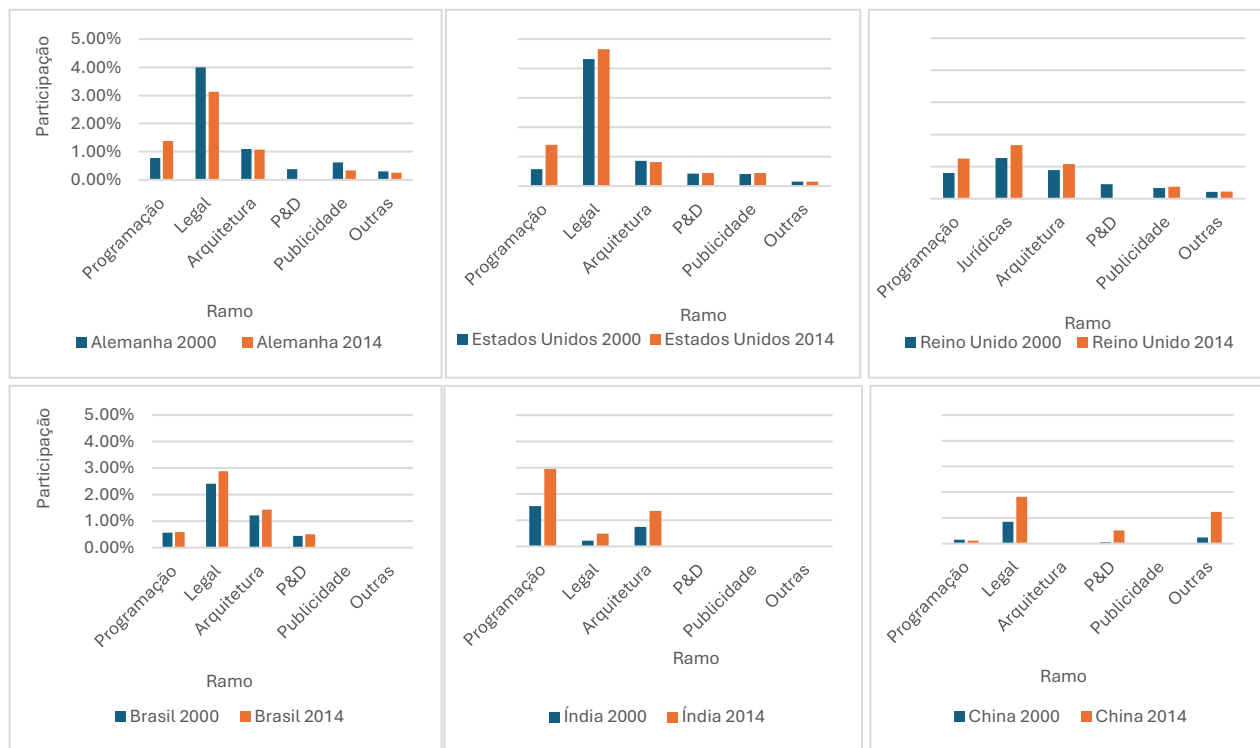 5.00%
4.00%
3.00%
2.00%
1.00%
0.00%
Participação
Programação
Legal
Arquitetura
P&D
Publicidade
Outras
Ramo
Alemanha 2000 Alemanha 2014
Programação
Legal
Arquitetura
P&D
Publicidade
Outras
Ramo
Estados Unidos 2000 Estados Unidos 2014
Programação
Jurídicas
Arquitetura
P&D
Publicidade
Outras
Ramo
Reino Unido 2000 Reino Unido 2014
5.00%
4.00%
3.00%
2.00%
1.00%
0.00%
Participação
Programação
Legal
Arquitetura
P&D
Publicidade
Outras
Ramo
Brasil 2000 Brasil 2014
Programação
Legal
Arquitetura
P&D
Publicidade
Outras
Ramo
Índia 2000 Índia 2014
Programação
Legal
Arquitetura
P&D
Publicidade
Outras
Ramo
China 2000 China 2014